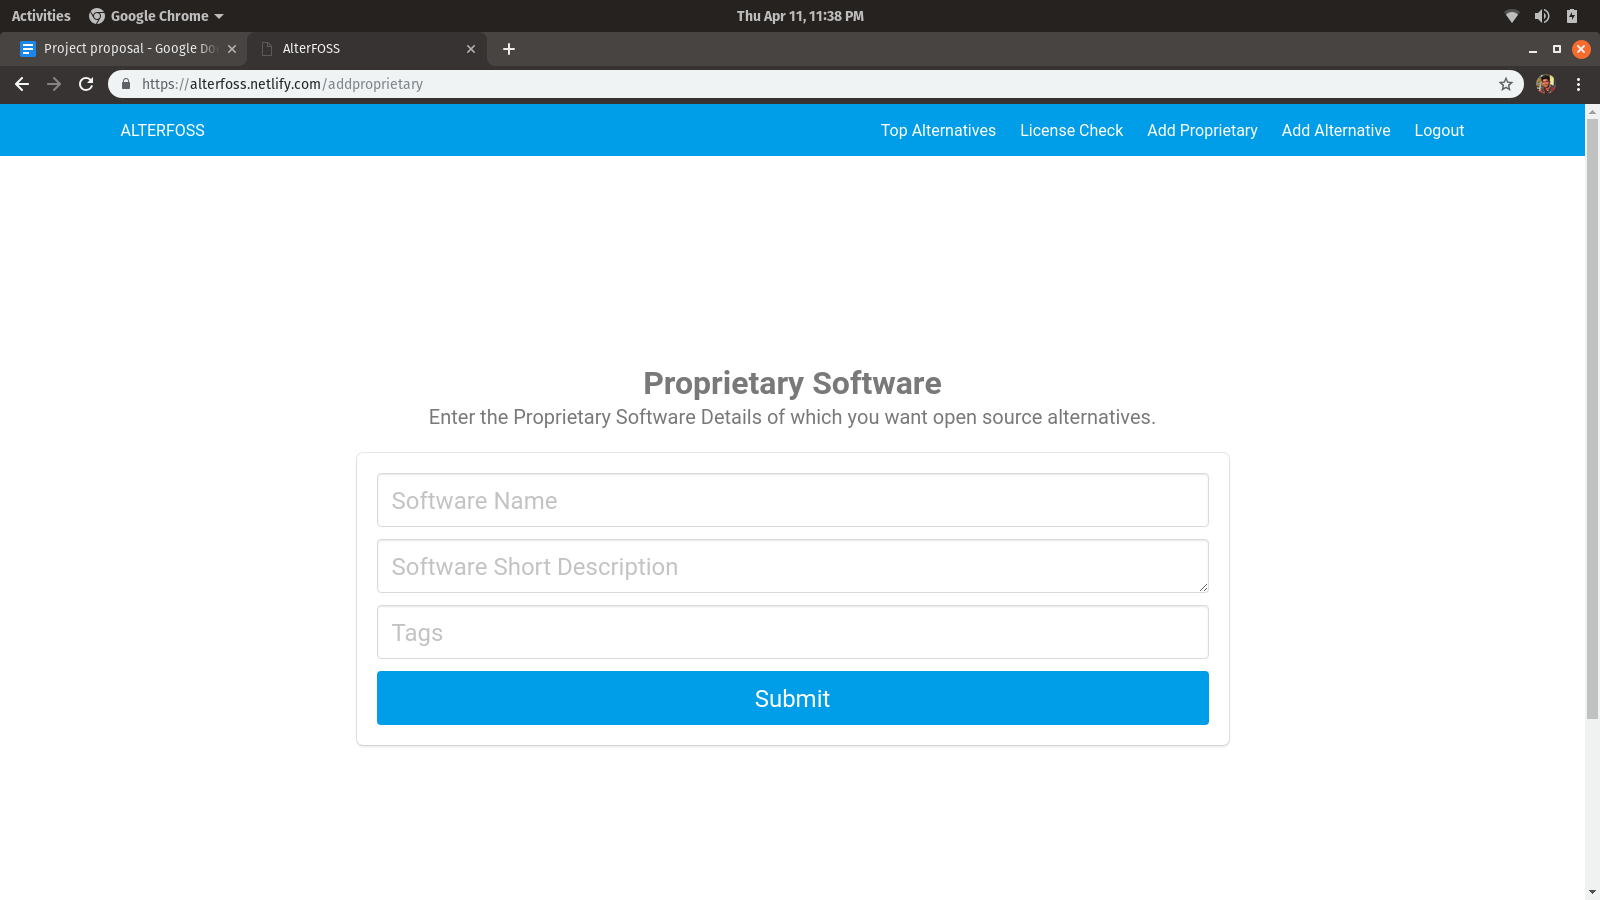 Activities Google Chrome Thu Apr 11, 11:38 PM
Project proposal - Google Do AlterFOSS
https://alterfoss.netlify.com/addproprietary
ALTERFOSS Top Alternatives License Check Add Proprietary Add Alternative Logout
Proprietary Software
Enter the Proprietary Software Details of which you want open source alternatives.
Software Name
Software Short Description
Tags
Submit